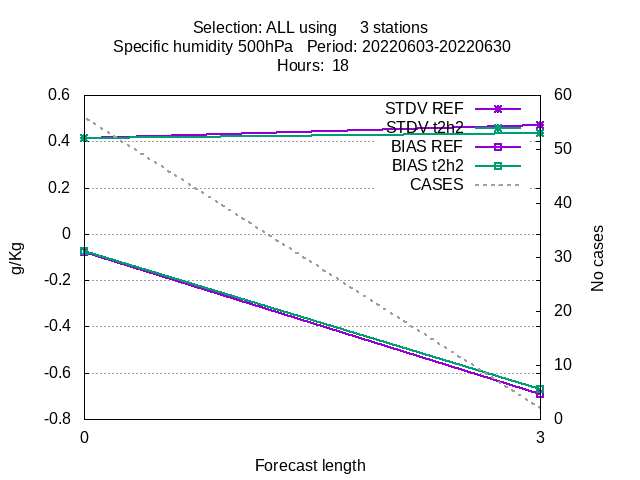 Selection: ALL using 3 stations
Specific humidity 500hPa Period: 20220603-20220630
Hours: 18
0.6
0.4
0.2
0
-0.2
-0.4
-0.6
-0.8
g/Kg
STDV REF
STDV t2h2
BIAS REF
BIAS t2h2
CASES
60
50
40
30
20
10
0
No cases
0
3
Forecast length